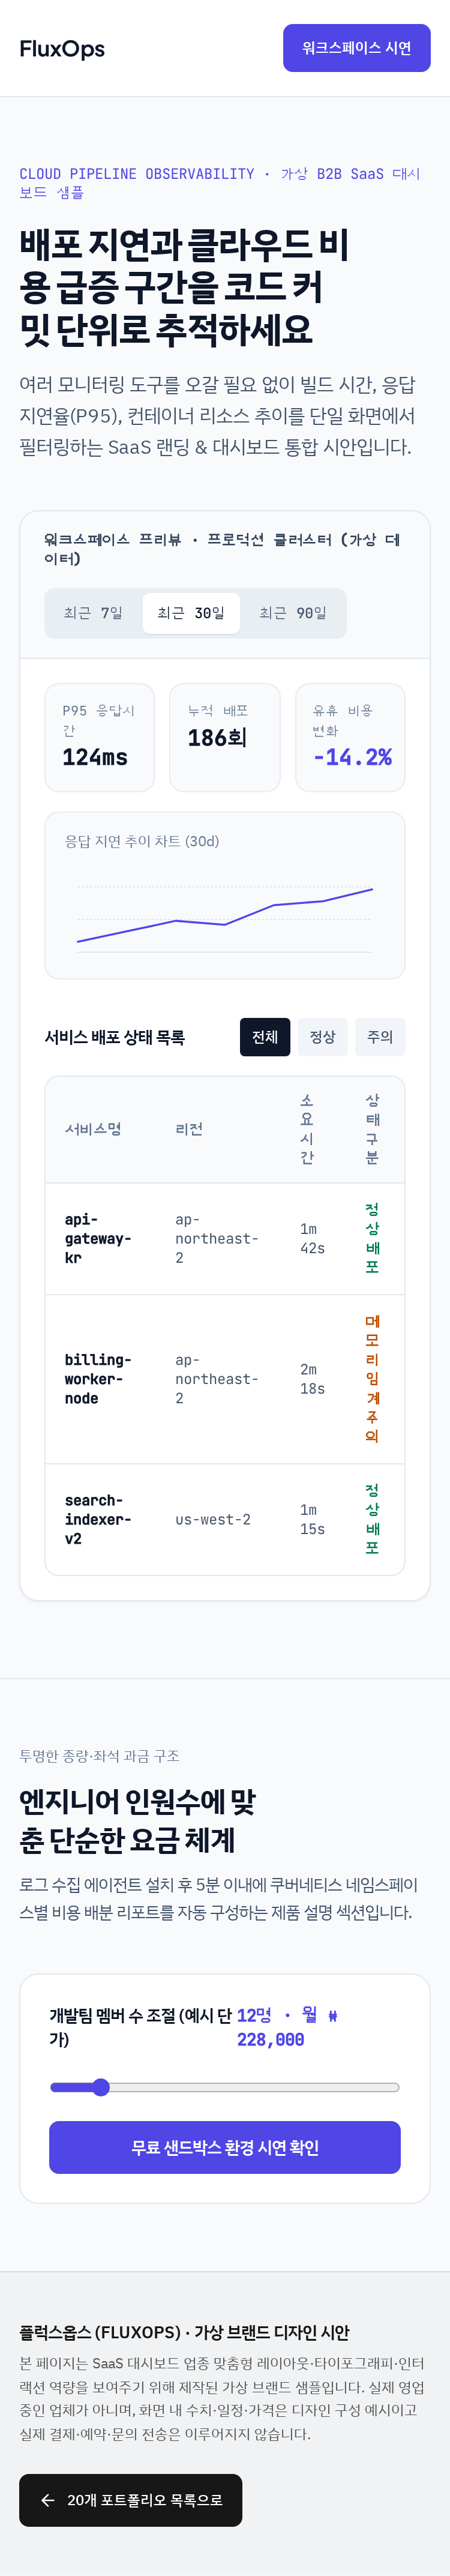 FluxOps
워크스페이스 시연
CLOUD PIPELINE OBSERVABILITY · 가상 B2B SaaS 대시
보드 샘플
배포 지연과 클라우드 비
용 급증 구간을 코드 커
밋 단위로 추적하세요
여러 모니터링 도구를 오갈 필요 없이 빌드 시간, 응답
지연율(P95), 컨테이너 리소스 추이를 단일 화면에서
필터링하는 SaaS 랜딩 & 대시보드 통합 시안입니다.
워크스페이스 프리뷰 · 프로덕션 클러스터 (가상 데
이터)
최근 7일
최근 30일
최근 90일
P95 응답시
간
124ms
누적 배포
186회
유휴 비용
변화
-14.2%
응답 지연 추이 차트 (30d)
서비스 배포 상태 목록
전체
정상
주의
서비스명
리전
소
요
시
간
상
태
구
분
api-
gateway-
kr
ap-
northeast-
2
1m
42s
정
상
배
포
billing-
worker-
node
ap-
northeast-
2
2m
18s
메
모
리
임
계
주
의
search-
indexer-
v2
us-west-2
1m
15s
정
상
배
포
투명한 종량·좌석 과금 구조
엔지니어 인원수에 맞
춘 단순한 요금 체계
로그 수집 에이전트 설치 후 5분 이내에 쿠버네티스 네임스페이
스별 비용 배분 리포트를 자동 구성하는 제품 설명 섹션입니다.
개발팀 멤버 수 조절 (예시 단
가)
12명 · 월 ₩
228,000
무료 샌드박스 환경 시연 확인
플럭스옵스 (FLUXOPS) · 가상 브랜드 디자인 시안
본 페이지는 SaaS 대시보드 업종 맞춤형 레이아웃·타이포그래피·인터
랙션 역량을 보여주기 위해 제작된 가상 브랜드 샘플입니다. 실제 영업
중인 업체가 아니며, 화면 내 수치·일정·가격은 디자인 구성 예시이고
실제 결제·예약·문의 전송은 이루어지지 않습니다.
← 20개 포트폴리오 목록으로